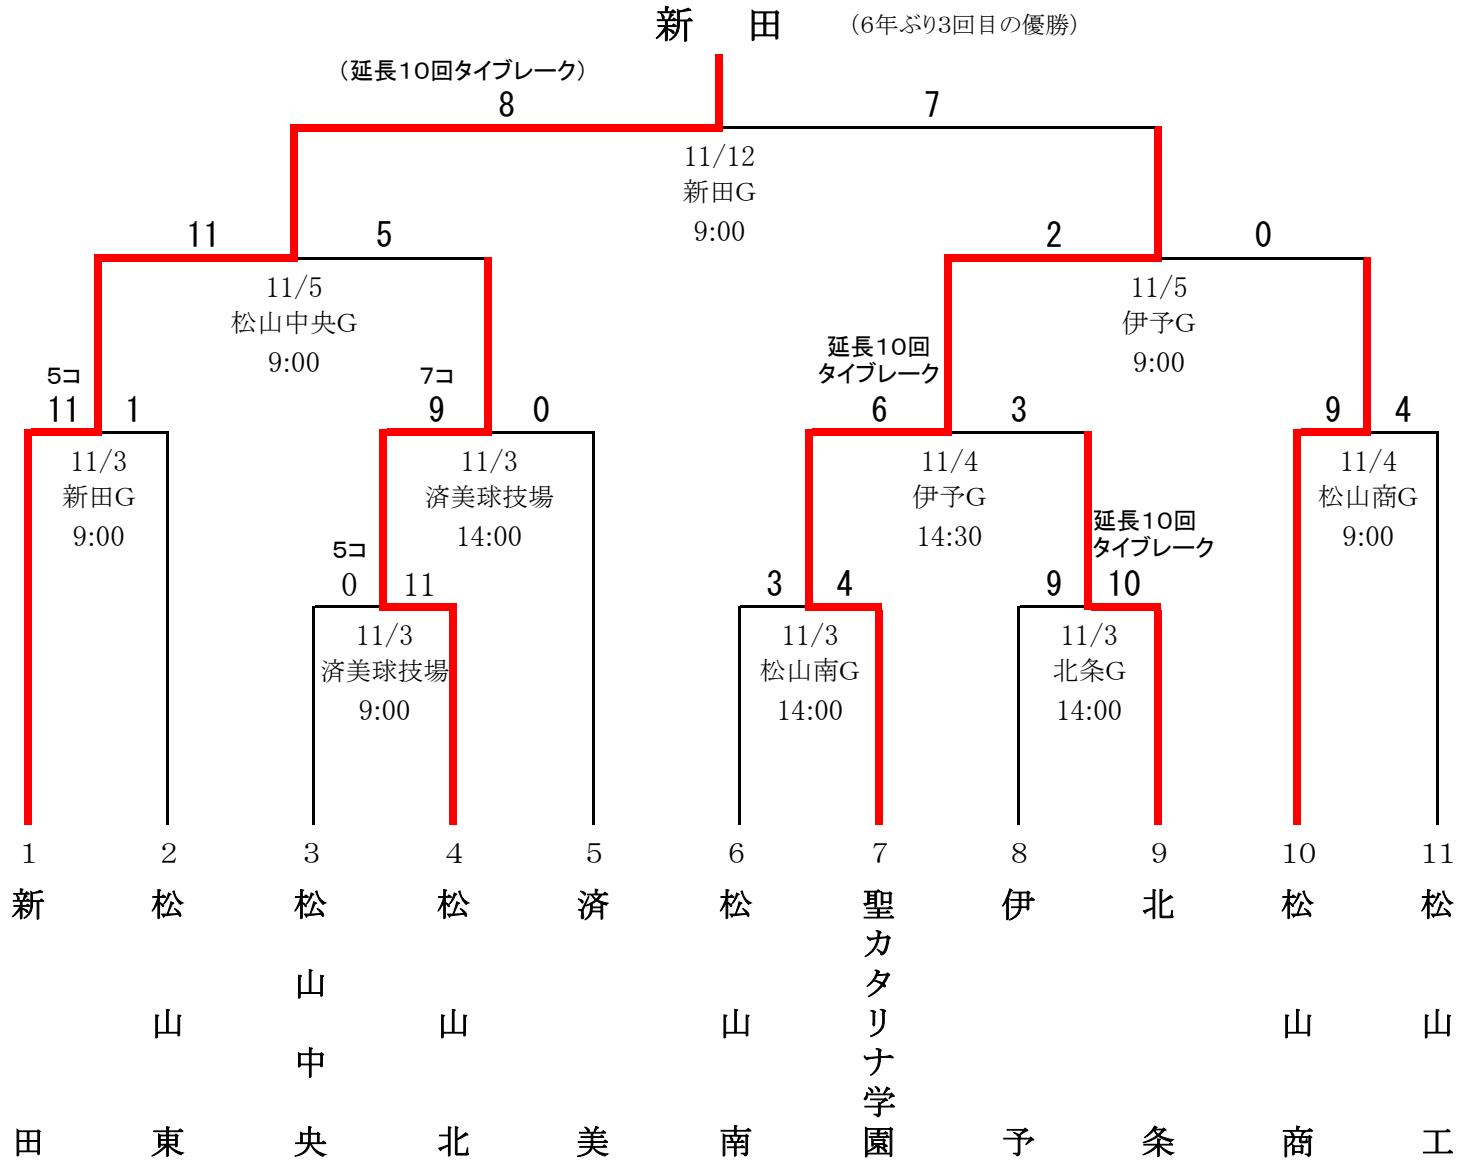 新　田　（6年ぶり3回目の優勝）
（延長10回タイブレーク）
8　7
11/12
新田G
9:00
11　5　2　0
11/5　11/5
松山中央G　伊予G
9:00　9:00
延長10回
タイブレーク
5コ　7コ
11　1　9　0　6　3　9　4
11/3　11/3　11/4　11/4
新田G　済美球技場　伊予G　松山商G
9:00　14:00　14:30　9:00
延長10回
タイブレーク
5コ
0　11　3　4　9　10
11/3　11/3　11/3
済美球技場　松山南G　北条G
9:00　14:00　14:00
1　2　3　4　5　6　7　8　9　10　11
新田
松山東
松山中央
松山北
済美
松山南
聖カタリナ学園
伊予
北条
松山商
松山工